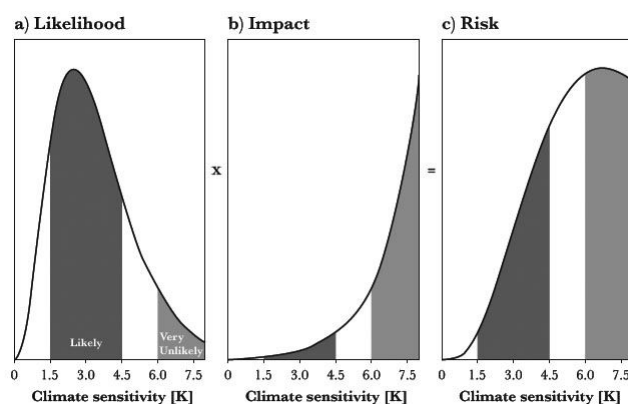 a) Likelihood
b) Impact
c) Risk
x
=
Likely
Very
Unlikely
0 1.5 3.0 4.5 6.0 7.5
0 1.5 3.0 4.5 6.0 7.5
0 1.5 3.0 4.5 6.0 7.5
Climate sensitivity [K]
Climate sensitivity [K]
Climate sensitivity [K]